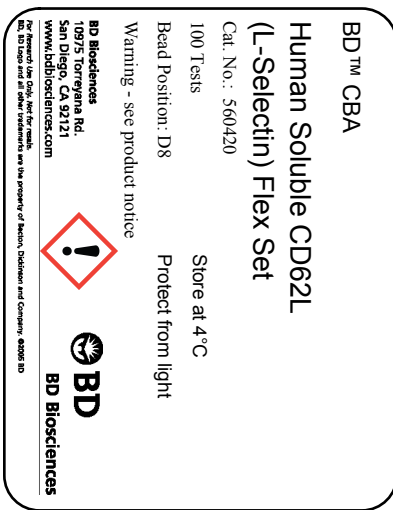 BD™ CBA
Human Soluble CD62L
(L-Selectin) Flex Set
Cat. No.: 560420
100 Tests
Store at 4°C
Bead Position: D8
Protect from light
Warning - see product notice
BD Biosciences
10975 Torreyana Rd.
San Diego, CA 92121
www.bdbiosciences.com
BD
BD Biosciences
For Research Use Only. Not for resale.
BD, BD Logo and all other trademarks are the property of Becton, Dickinson and Company. ©2005 BD